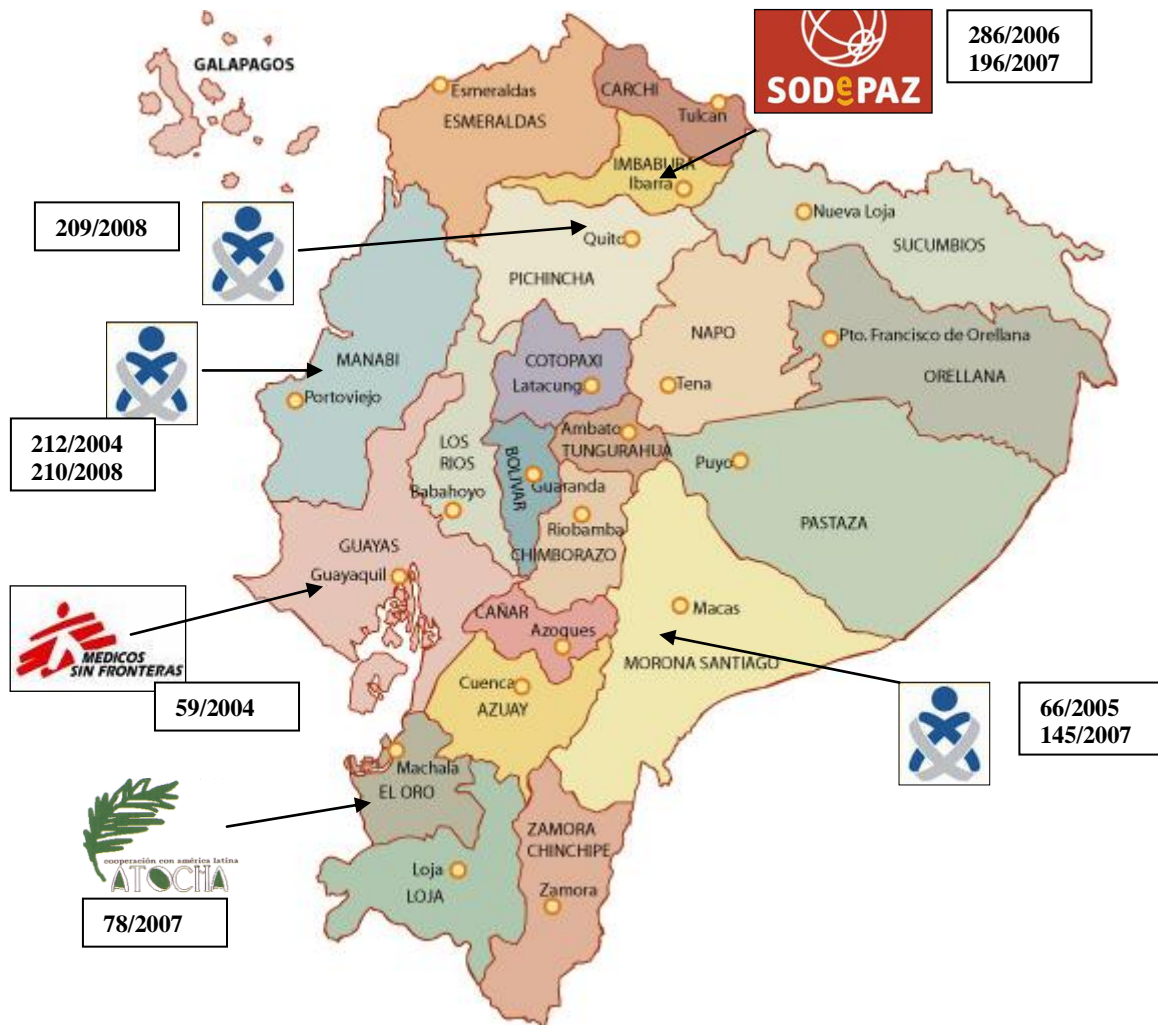 SODePAZ
286/2006
196/2007
GALAPAGOS
Esmeraldas
ESMERALDAS
CARCHI
Tulcan
IMBABURA
Ibarra
209/2008
Nueva Loja
SUCUMBIOS
Quito
PICHINCHA
NAPO
Pto. Francisco de Orellana
ORELLANA
MANABI
Portoviejo
COTOPAXI
Latacung
Tena
212/2004
210/2008
LOS
RIOS
Babahoyo
BOLIVAR
Guaranda
Ambato
TUNGURAHUA
Puyo
PASTAZA
Riobamba
CHIMBORAZO
GUAYAS
Guayaquil
MEDICOS
SIN FRONTERAS
59/2004
CAÑAR
Azogues
Macas
MORONA SANTIAGO
Cuenca
AZUAY
66/2005
145/2007
Machala
EL ORO
cooperación con américa latina
ATOCHA
78/2007
ZAMORA
CHINCHIPE
Zamora
Loja
LOJA